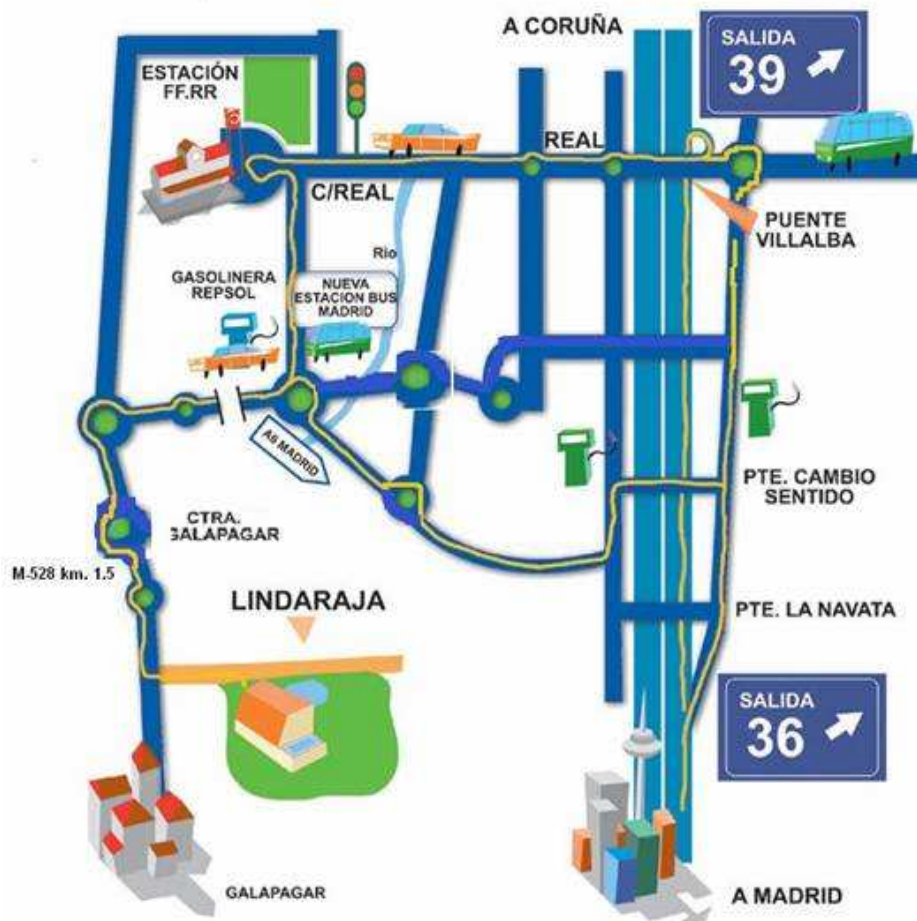 A CORUÑA
SALIDA
39
ESTACIÓN
FF.RR
REAL
C/REAL
PUENTE
VILLALBA
Río
GASOLINERA
REPSOL
NUEVA
ESTACION BUS
MADRID
A6 MADRID
PTE. CAMBIO
SENTIDO
CTRA.
GALAPAGAR
M-528 km. 1.5
LINDARAJA
PTE. LA NAVATA
SALIDA
36
GALAPAGAR
A MADRID